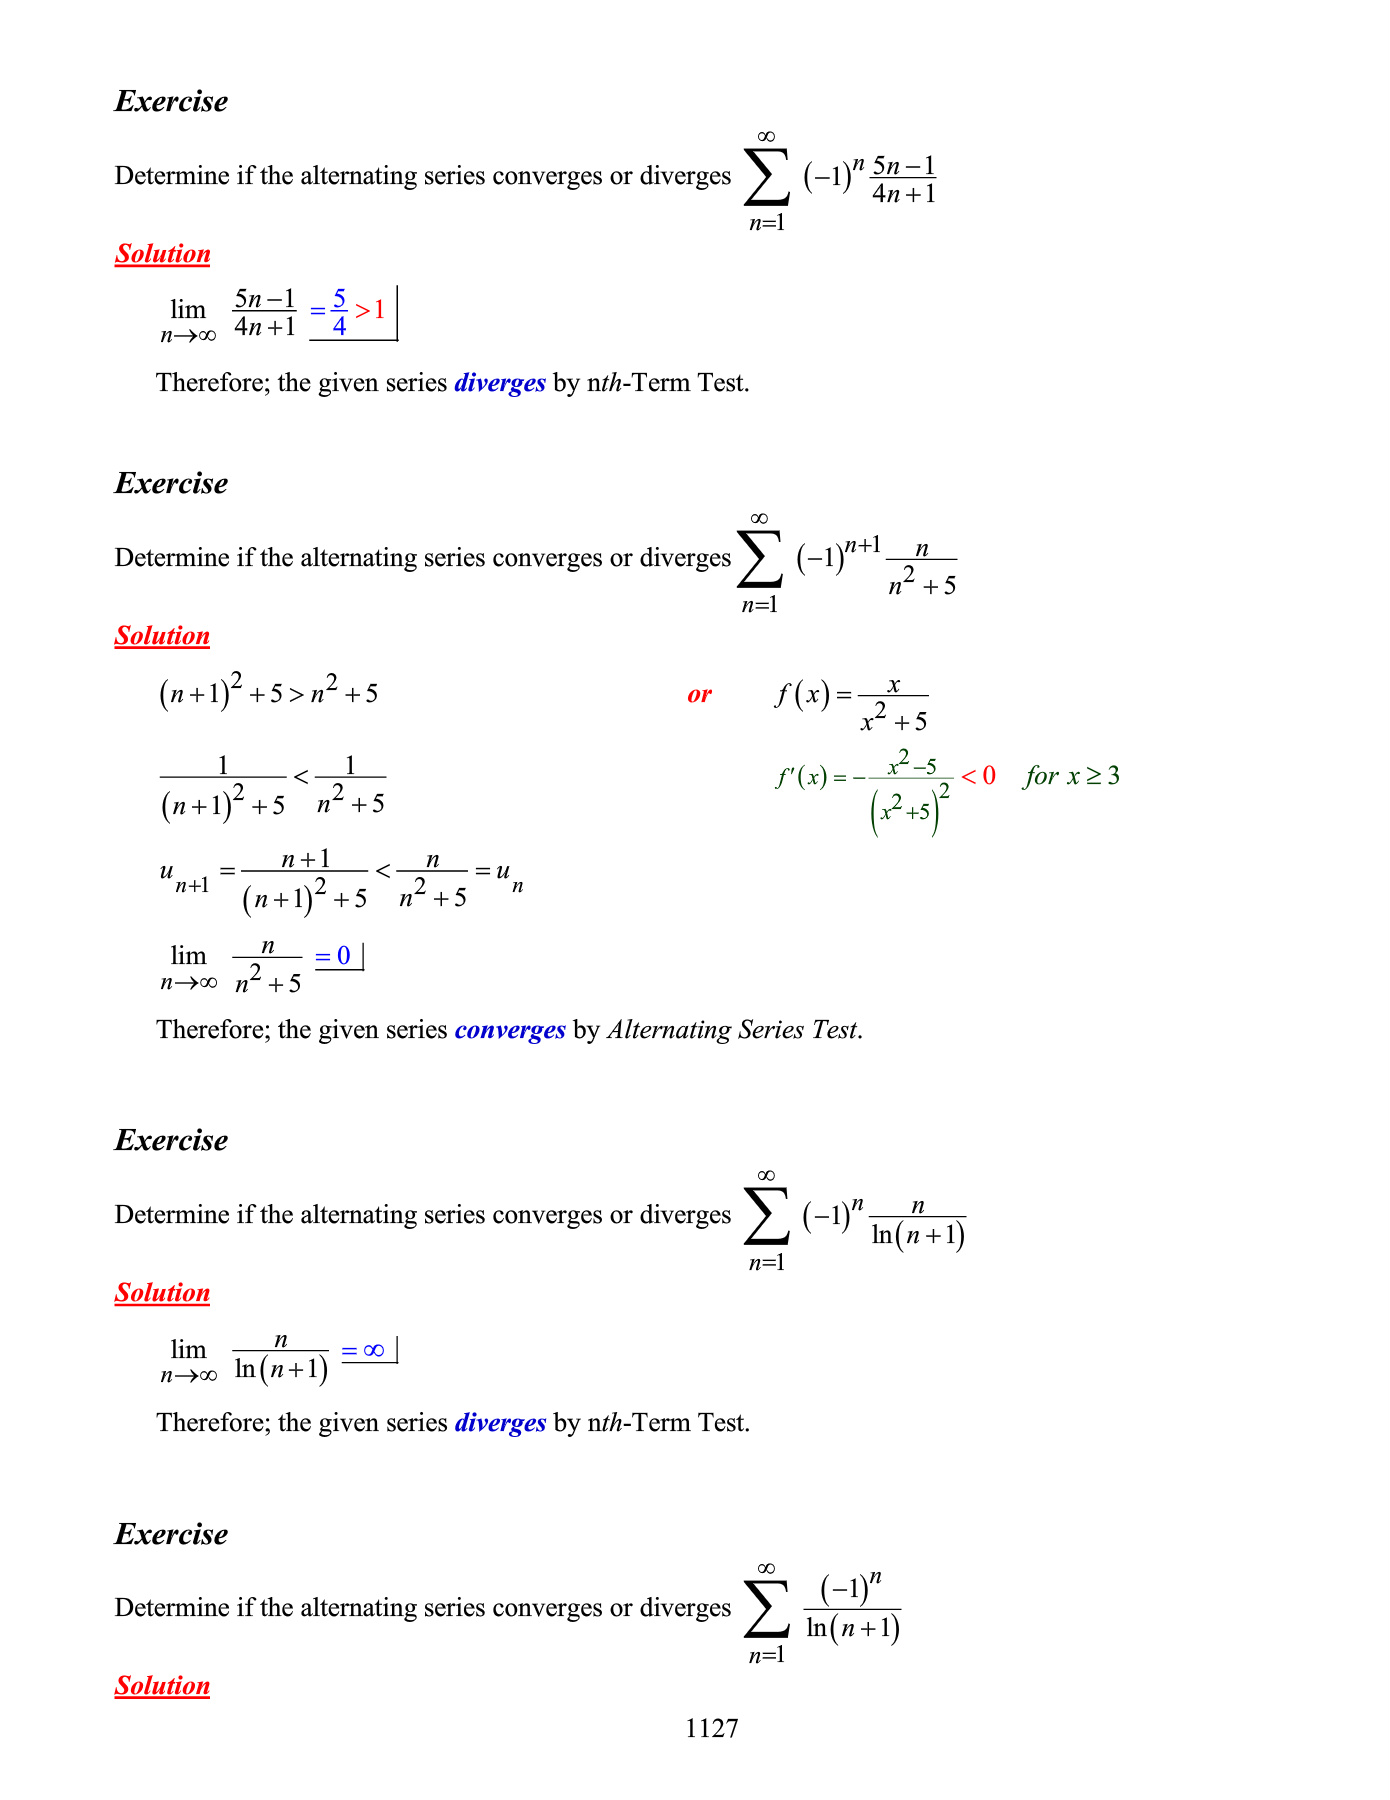 Exercise
Determine if the alternating series converges or diverges $\sum_{n=1}^{\infty} (-1)^n \frac{5n-1}{4n+1}$
Solution
$\lim_{n\to\infty} \frac{5n-1}{4n+1} = \frac{5}{4} > 1$
Therefore; the given series diverges by nth-Term Test.
Exercise
Determine if the alternating series converges or diverges $\sum_{n=1}^{\infty} (-1)^{n+1} \frac{n}{n^2+5}$
Solution
$(n+1)^2 + 5 > n^2 + 5$ or $f(x) = \frac{x}{x^2+5}$
$\frac{1}{(n+1)^2+5} < \frac{1}{n^2+5}$ $f'(x) = -\frac{x^2-5}{(x^2+5)^2} < 0$ for $x \geq 3$
$u_{n+1} = \frac{n+1}{(n+1)^2+5} < \frac{n}{n^2+5} = u_n$
$\lim_{n\to\infty} \frac{n}{n^2+5} = 0$
Therefore; the given series converges by Alternating Series Test.
Exercise
Determine if the alternating series converges or diverges $\sum_{n=1}^{\infty} (-1)^n \frac{n}{\ln(n+1)}$
Solution
$\lim_{n\to\infty} \frac{n}{\ln(n+1)} = \infty$
Therefore; the given series diverges by nth-Term Test.
Exercise
Determine if the alternating series converges or diverges $\sum_{n=1}^{\infty} \frac{(-1)^n}{\ln(n+1)}$
Solution
1127